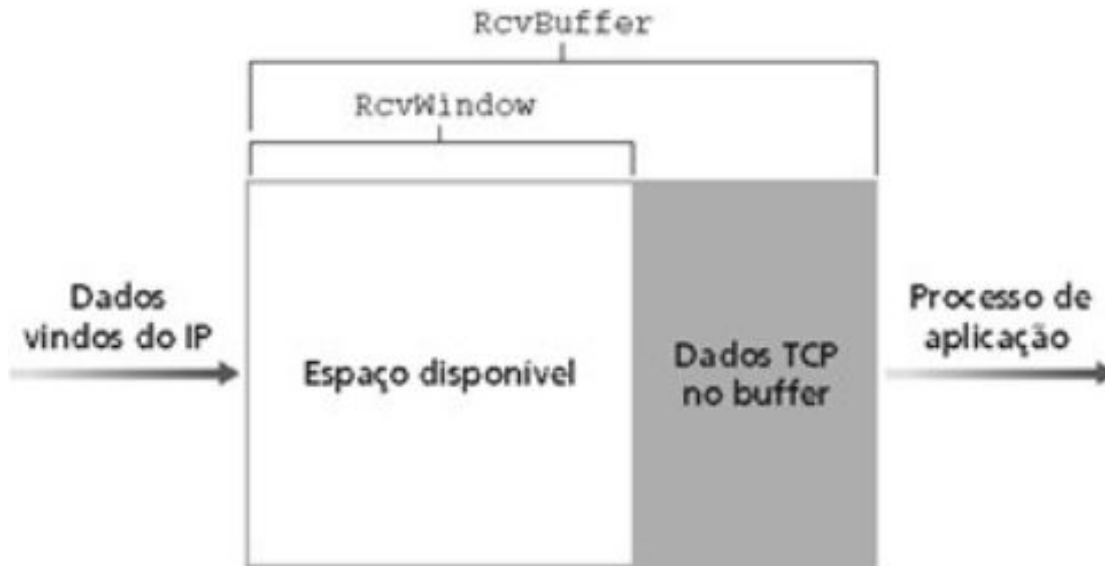 RcvBuffer
RcvWindow
Dados
vindos do IP
Espaço disponível
Dados TCP
no buffer
Processo de
aplicação